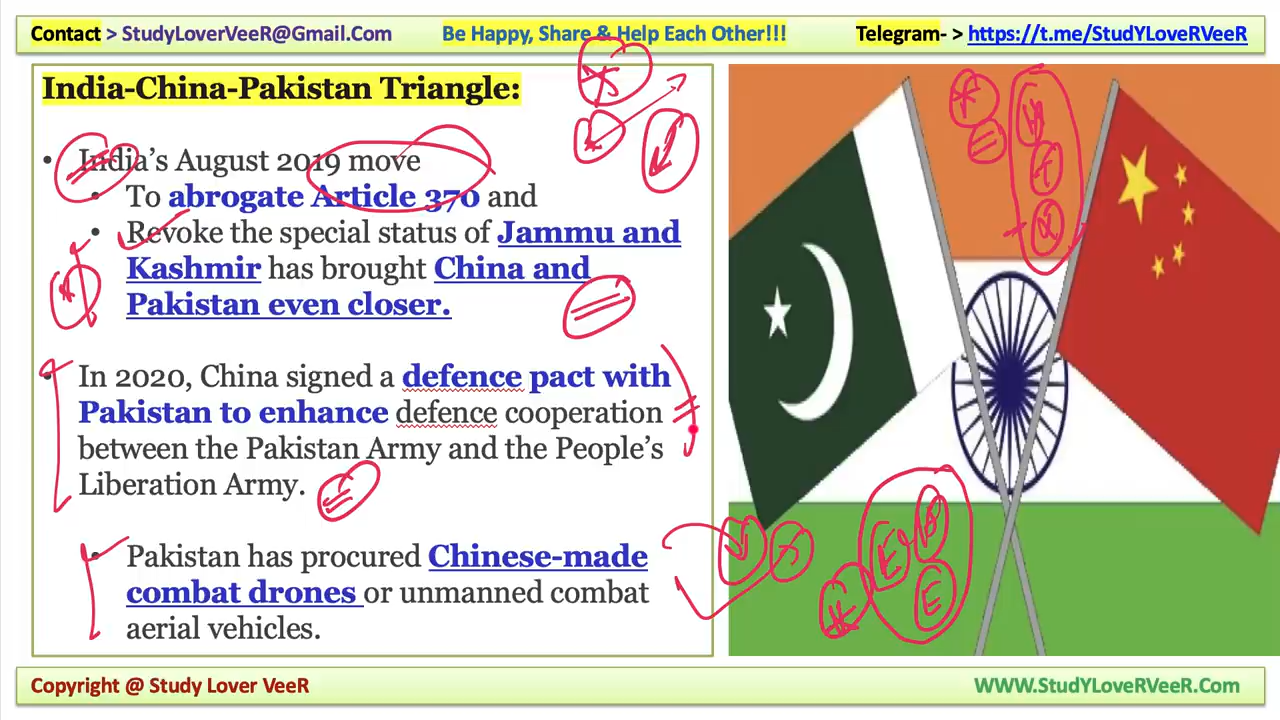 Contact > StudyLoverVeeR@Gmail.Com Be Happy, Share & Help Each Other!!! Telegram- > https://t.me/StudYLoveRVeeR
India-China-Pakistan Triangle:
• India's August 2019 move
• To abrogate Article 370 and
• Revoke the special status of Jammu and
Kashmir has brought China and
Pakistan even closer.
• In 2020, China signed a defence pact with
Pakistan to enhance defence cooperation
between the Pakistan Army and the People's
Liberation Army.
• Pakistan has procured Chinese-made
combat drones or unmanned combat
aerial vehicles.
Copyright @ Study Lover VeeR WWW.StudYLoveRVeeR.Com